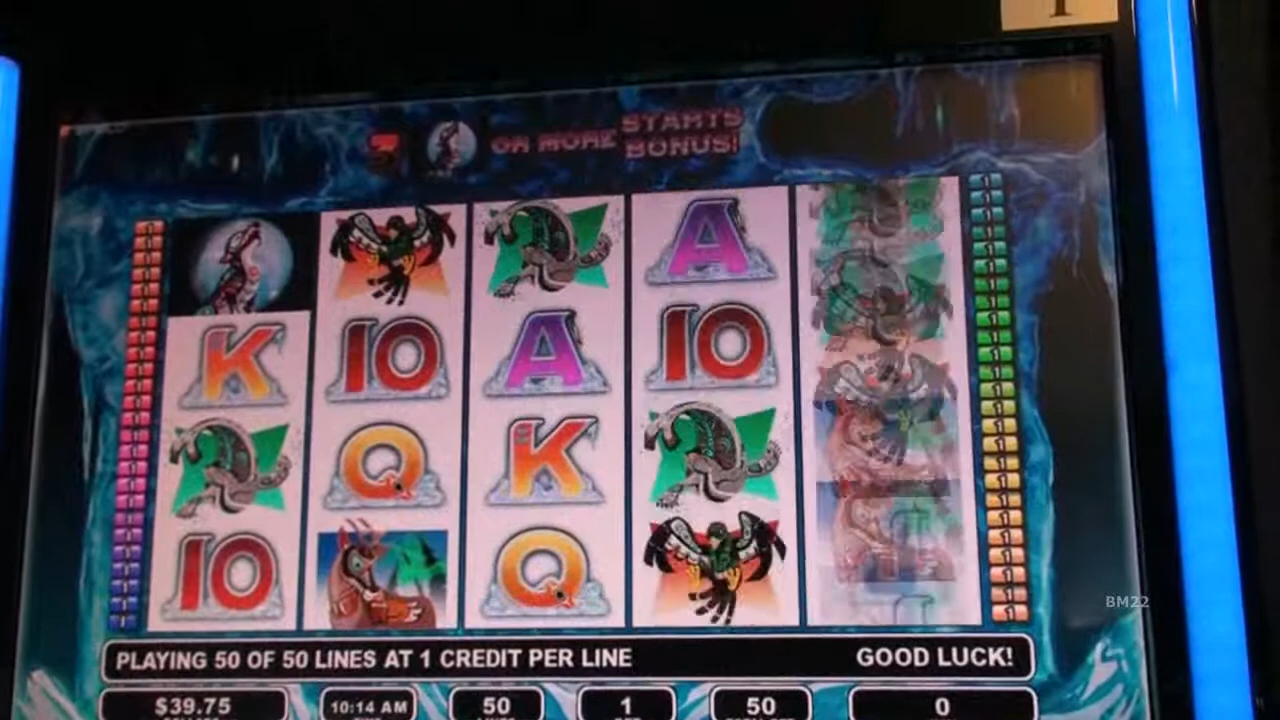 1
3 OR MORE STARTS BONUS!
A
K 10 A 10
Q K
10 Q
PLAYING 50 OF 50 LINES AT 1 CREDIT PER LINE GOOD LUCK!
$39.75 10:14 AM 50 1 50 0
BM22